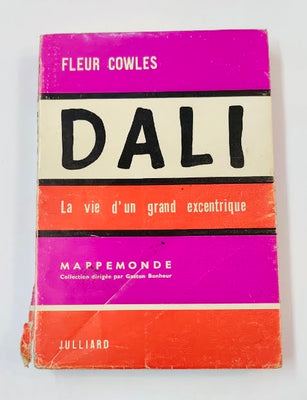 FLEUR COWLES
DALI
La vie d'un grand excentrique
MAPPEMONDE
Collection dirigée par Gaston Bonheur
JULLIARD